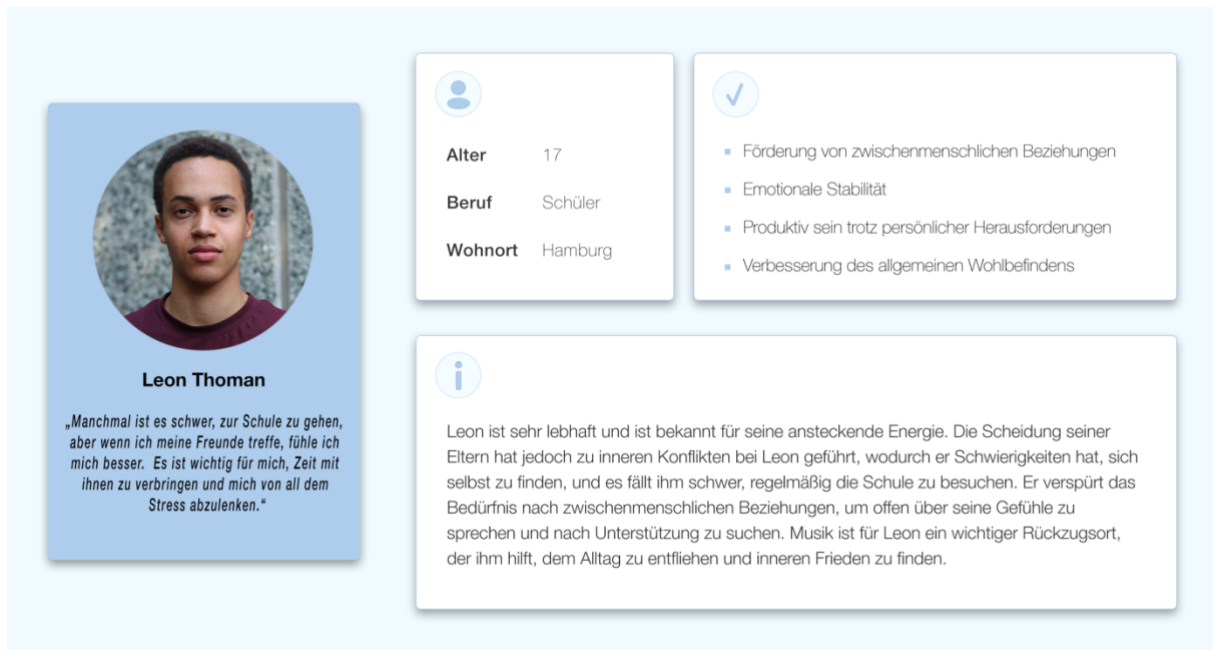 Leon Thoman
„Manchmal ist es schwer, zur Schule zu gehen,
aber wenn ich meine Freunde treffe, fühle ich
mich besser.  Es ist wichtig für mich, Zeit mit
ihnen zu verbringen und mich von all dem
Stress abzulenken.“
Alter 17
Beruf Schüler
Wohnort Hamburg
Förderung von zwischenmenschlichen Beziehungen
Emotionale Stabilität
Produktiv sein trotz persönlicher Herausforderungen
Verbesserung des allgemeinen Wohlbefindens
Leon ist sehr lebhaft und ist bekannt für seine ansteckende Energie. Die Scheidung seiner
Eltern hat jedoch zu inneren Konflikten bei Leon geführt, wodurch er Schwierigkeiten hat, sich
selbst zu finden, und es fällt ihm schwer, regelmäßig die Schule zu besuchen. Er verspürt das
Bedürfnis nach zwischenmenschlichen Beziehungen, um offen über seine Gefühle zu
sprechen und nach Unterstützung zu suchen. Musik ist für Leon ein wichtiger Rückzugsort,
der ihm hilft, dem Alltag zu entfliehen und inneren Frieden zu finden.